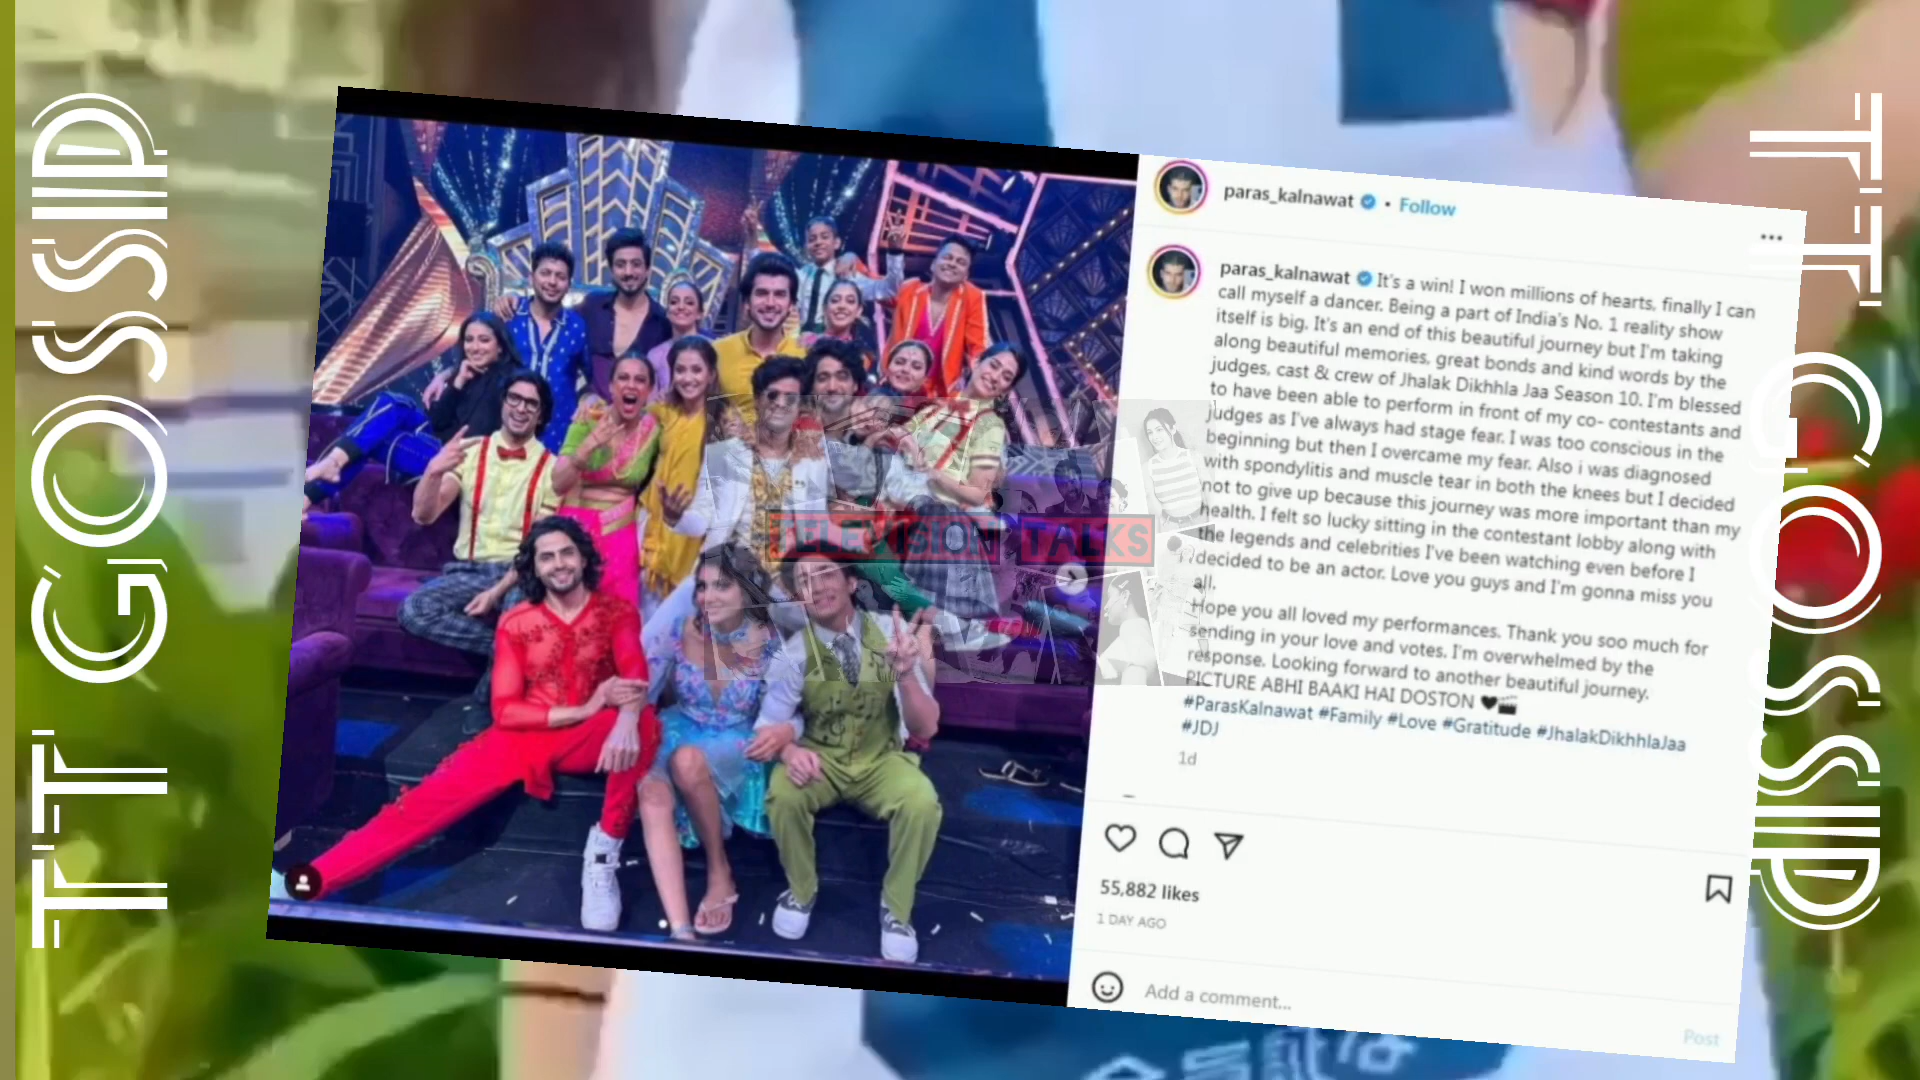 TT GOSSIP
TELEVISION TALKS
paras_kalnawat • Follow
paras_kalnawat It's a win! I won millions of hearts, finally I can
call myself a dancer. Being a part of India's No. 1 reality show
itself is big. It's an end of this beautiful journey but I'm taking
along beautiful memories, great bonds and kind words by the
judges, cast & crew of Jhalak Dikhhla Jaa Season 10. I'm blessed
to have been able to perform in front of my co- contestants and
judges as I've always had stage fear. I was too conscious in the
beginning but then I overcame my fear. Also i was diagnosed
with spondylitis and muscle tear in both the knees but I decided
not to give up because this journey was more important than my
health. I felt so lucky sitting in the contestant lobby along with
the legends and celebrities I've been watching even before I
decided to be an actor. Love you guys and I'm gonna miss you
all.
Hope you all loved my performances. Thank you soo much for
sending in your love and votes. I'm overwhelmed by the
response. Looking forward to another beautiful journey.
PICTURE ABHI BAAKI HAI DOSTON 🖤🎬
#ParasKalnawat #Family #Love #Gratitude #JhalakDikhhlaJaa
#JDJ
1d
55,882 likes
1 DAY AGO
Add a comment...
Post
TT GOSSIP